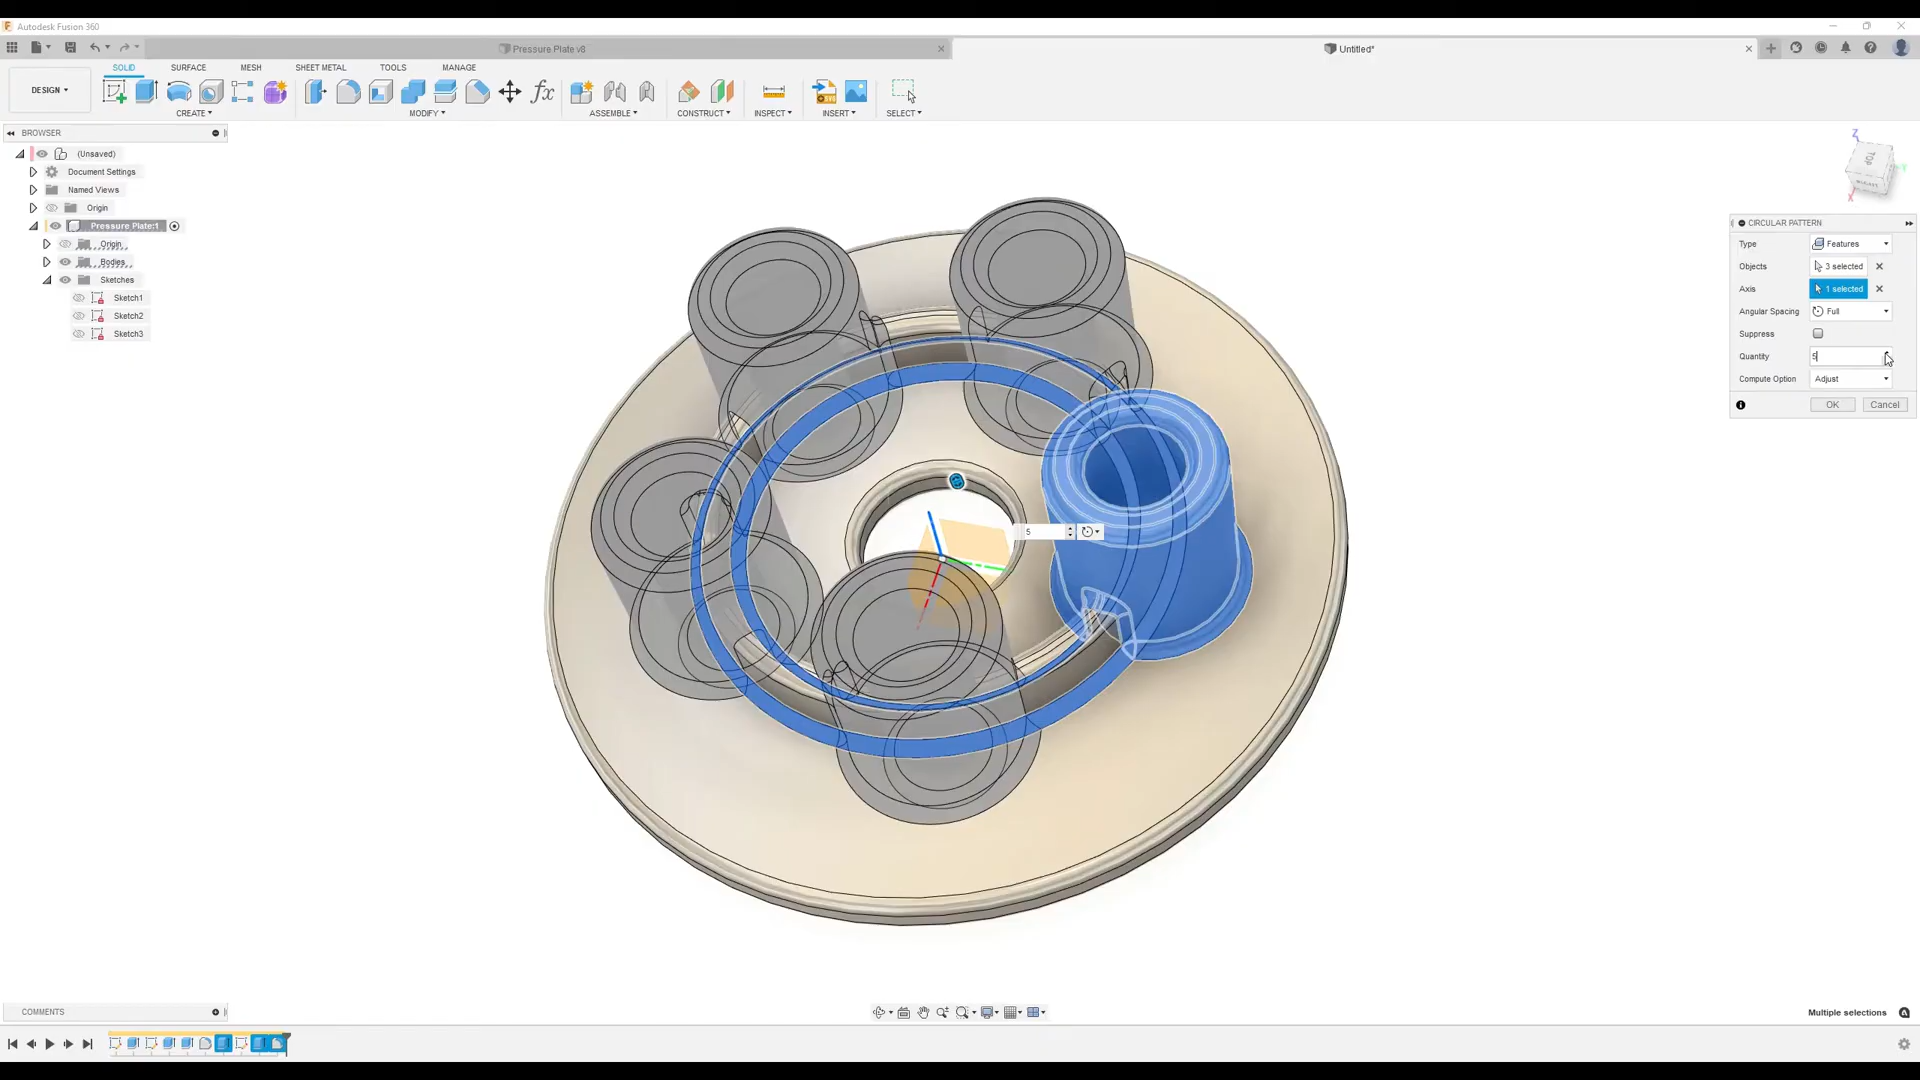 Autodesk Fusion 360
Pressure Plate v8
Untitled*
SOLID SURFACE MESH SHEET METAL TOOLS MANAGE
DESIGN
CREATE MODIFY ASSEMBLE CONSTRUCT INSPECT INSERT SELECT
BROWSER
(Unsaved)
Document Settings
Named Views
Origin
Pressure Plate:1
Origin
Bodies
Sketches
Sketch1
Sketch2
Sketch3
Z
TOP
X
CIRCULAR PATTERN
Type Features
Objects 3 selected
Axis 1 selected
Angular Spacing Full
Suppress
Quantity 5
Compute Option Adjust
OK Cancel
5
COMMENTS
Multiple selections